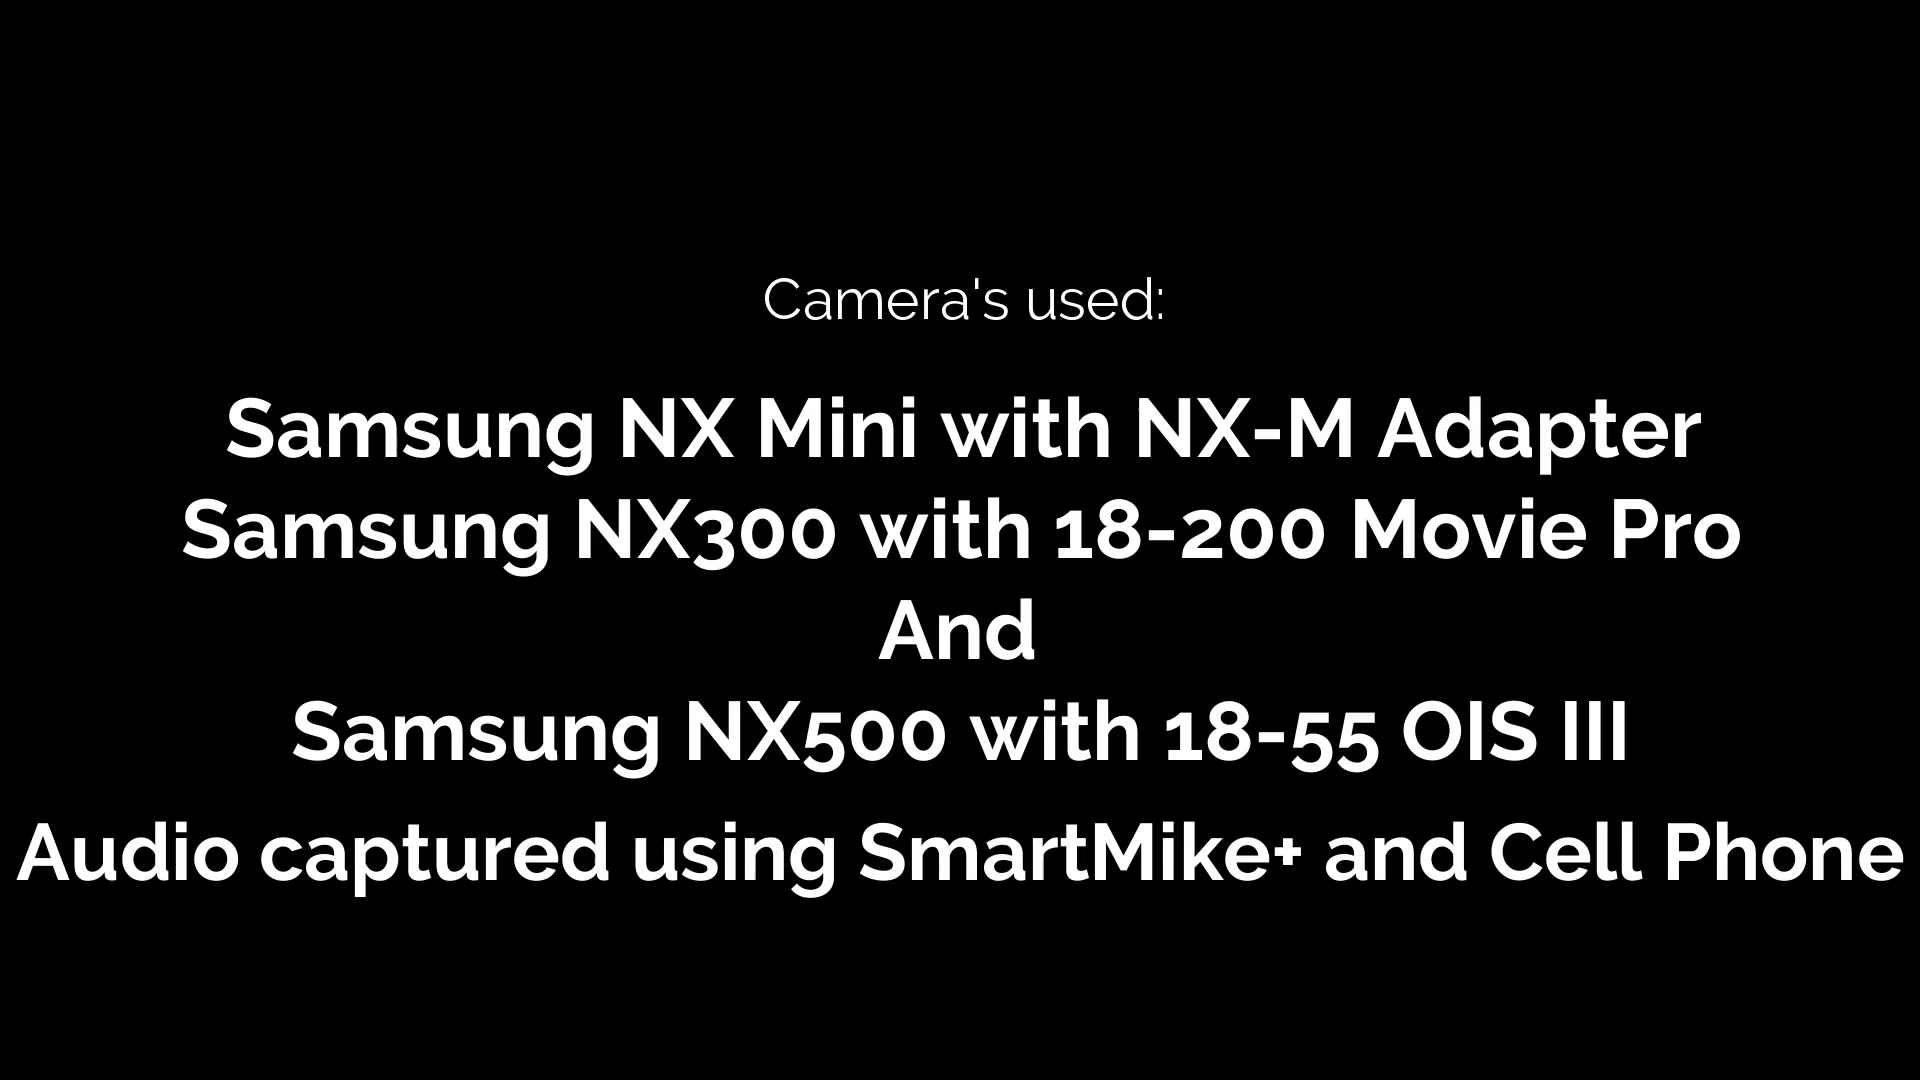 Camera's used:
Samsung NX Mini with NX-M Adapter
Samsung NX300 with 18-200 Movie Pro
And
Samsung NX500 with 18-55 OIS III
Audio captured using SmartMike+ and Cell Phone